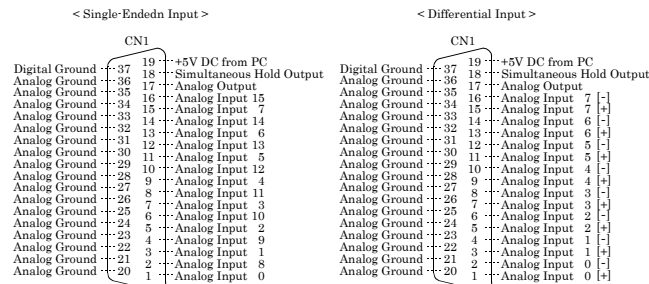 < Single-Endedn Input >
CN1
Digital Ground 37
Analog Ground 36
Analog Ground 35
Analog Ground 34
Analog Ground 33
Analog Ground 32
Analog Ground 31
Analog Ground 30
Analog Ground 29
Analog Ground 28
Analog Ground 27
Analog Ground 26
Analog Ground 25
Analog Ground 24
Analog Ground 23
Analog Ground 22
Analog Ground 21
Analog Ground 20
19 +5V DC from PC
18 Simultaneous Hold Output
17 Analog Output
16 Analog Input 15
15 Analog Input 7
14 Analog Input 14
13 Analog Input 6
12 Analog Input 13
11 Analog Input 5
10 Analog Input 12
9 Analog Input 4
8 Analog Input 11
7 Analog Input 3
6 Analog Input 10
5 Analog Input 2
4 Analog Input 9
3 Analog Input 1
2 Analog Input 8
1 Analog Input 0
< Differential Input >
CN1
Digital Ground 37
Analog Ground 36
Analog Ground 35
Analog Ground 34
Analog Ground 33
Analog Ground 32
Analog Ground 31
Analog Ground 30
Analog Ground 29
Analog Ground 28
Analog Ground 27
Analog Ground 26
Analog Ground 25
Analog Ground 24
Analog Ground 23
Analog Ground 22
Analog Ground 21
Analog Ground 20
19 +5V DC from PC
18 Simultaneous Hold Output
17 Analog Output
16 Analog Input 7 [-]
15 Analog Input 7 [+]
14 Analog Input 6 [-]
13 Analog Input 6 [+]
12 Analog Input 5 [-]
11 Analog Input 5 [+]
10 Analog Input 4 [-]
9 Analog Input 4 [+]
8 Analog Input 3 [-]
7 Analog Input 3 [+]
6 Analog Input 2 [-]
5 Analog Input 2 [+]
4 Analog Input 1 [-]
3 Analog Input 1 [+]
2 Analog Input 0 [-]
1 Analog Input 0 [+]